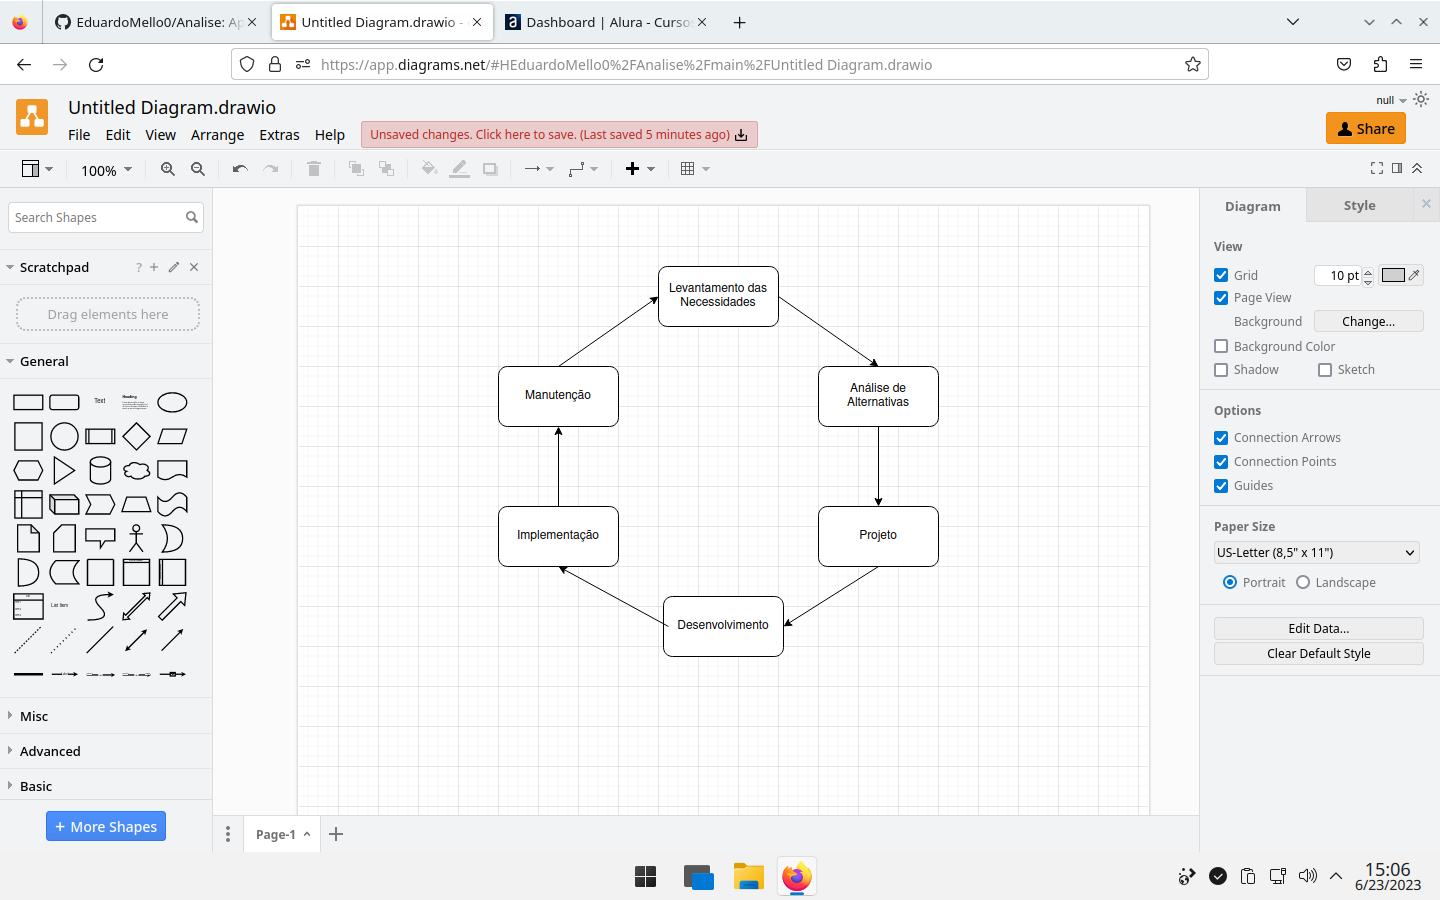 EduardoMello0/Analise: Ap
Untitled Diagram.drawio -
Dashboard | Alura - Cursos
https://app.diagrams.net/#HEduardoMello0%2FAnalise%2Fmain%2FUntitled Diagram.drawio
Untitled Diagram.drawio
null
File Edit View Arrange Extras Help
Unsaved changes. Click here to save. (Last saved 5 minutes ago)
Share
100%
Search Shapes
Scratchpad
?
Drag elements here
General
Text
Heading
List Item
Misc
Advanced
Basic
+ More Shapes
Levantamento das
Necessidades
Manutenção
Análise de
Alternativas
Implementação
Projeto
Desenvolvimento
Page-1
Diagram
Style
View
Grid
10 pt
Page View
Background
Change...
Background Color
Shadow
Sketch
Options
Connection Arrows
Connection Points
Guides
Paper Size
US-Letter (8,5" x 11")
Portrait
Landscape
Edit Data...
Clear Default Style
15:06
6/23/2023